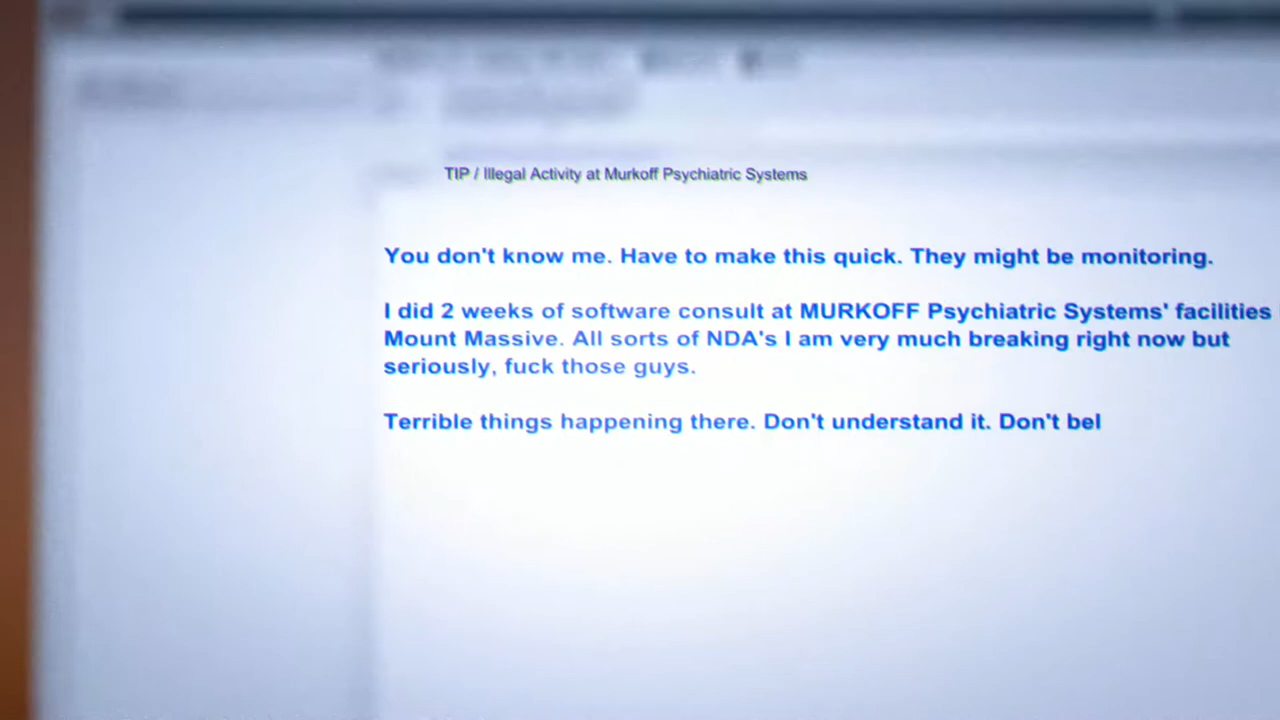 TIP / Illegal Activity at Murkoff Psychiatric Systems
You don't know me. Have to make this quick. They might be monitoring.
I did 2 weeks of software consult at MURKOFF Psychiatric Systems' facilities
Mount Massive. All sorts of NDA's I am very much breaking right now but
seriously, fuck those guys.
Terrible things happening there. Don't understand it. Don't bel